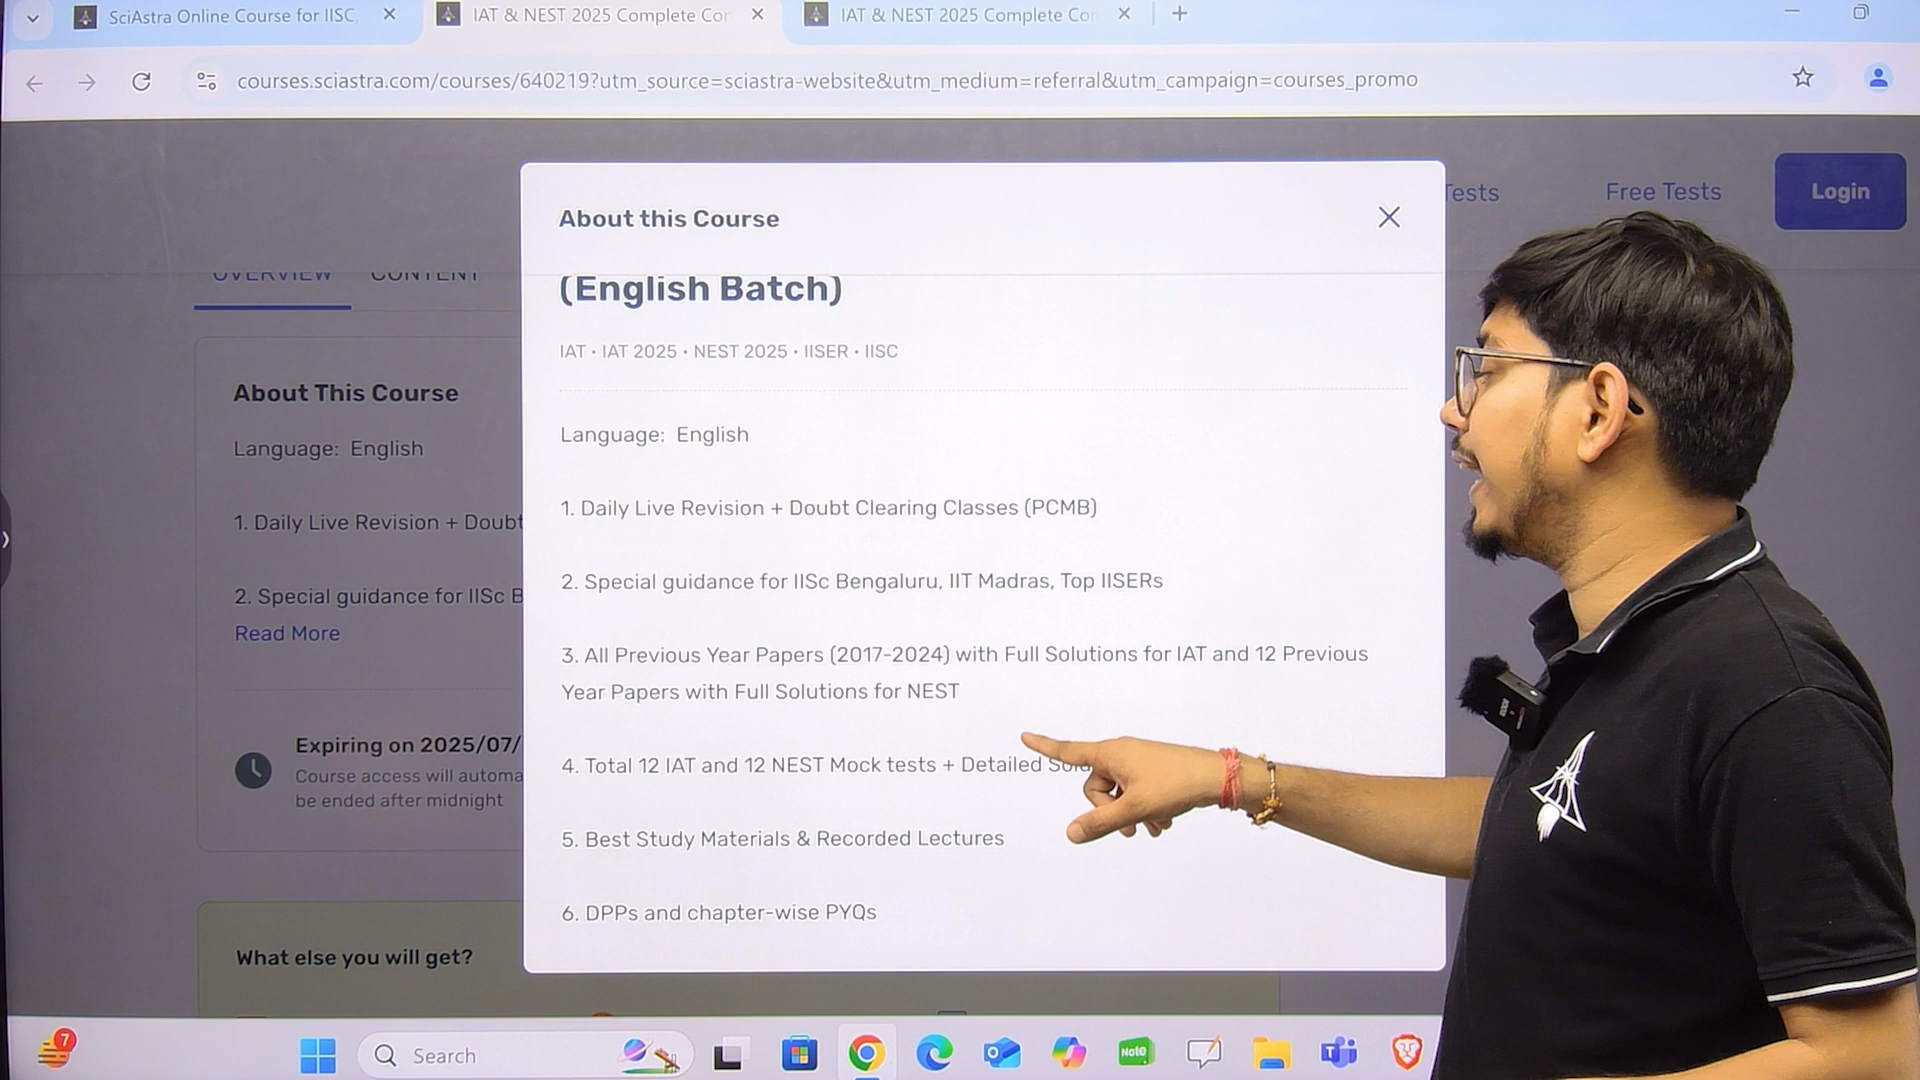 SciAstra Online Course for IISC,
IAT & NEST 2025 Complete Cou
IAT & NEST 2025 Complete Cou
courses.sciastra.com/courses/640219?utm_source=sciastra-website&utm_medium=referral&utm_campaign=courses_promo
Tests
Free Tests
Login
OVERVIEW
CONTENT
About This Course
Language: English
1. Daily Live Revision + Doubt
2. Special guidance for IISc B
Read More
Expiring on 2025/07/
Course access will automa
be ended after midnight
What else you will get?
About this Course
(English Batch)
IAT • IAT 2025 • NEST 2025 • IISER • IISC
Language: English
1. Daily Live Revision + Doubt Clearing Classes (PCMB)
2. Special guidance for IISc Bengaluru, IIT Madras, Top IISERs
3. All Previous Year Papers (2017-2024) with Full Solutions for IAT and 12 Previous
Year Papers with Full Solutions for NEST
4. Total 12 IAT and 12 NEST Mock tests + Detailed
5. Best Study Materials & Recorded Lectures
6. DPPs and chapter-wise PYQs
7
Search
Note